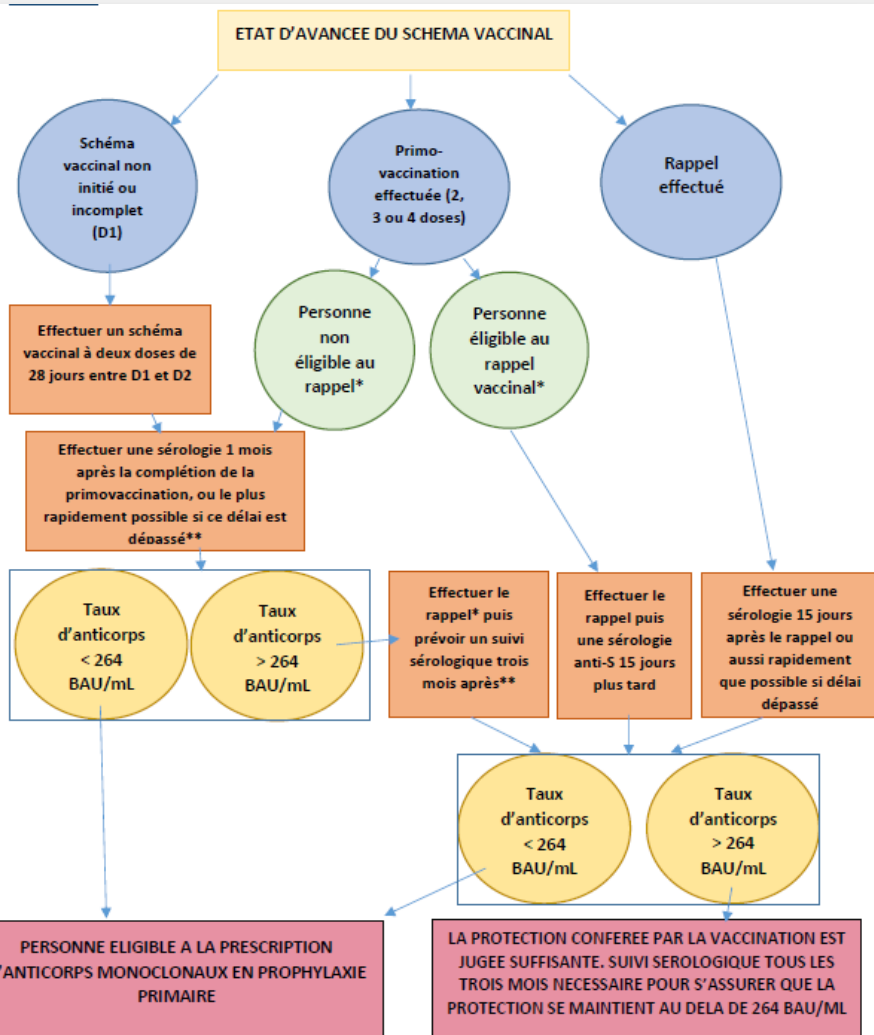 ETAT D'AVANCEE DU SCHEMA VACCINAL
Schéma
vaccinal non
initié ou
incomplet
(D1)
Primo-
vaccination
effectuée (2,
3 ou 4 doses)
Rappel
effectué
Effectuer un schéma
vaccinal à deux doses de
28 jours entre D1 et D2
Personne
non
éligible au
rappel*
Personne
éligible au
rappel
vaccinal*
Effectuer une sérologie 1 mois
après la complétion de la
primovaccination, ou le plus
rapidement possible si ce délai est
dépassé**
Taux
d'anticorps
< 264
BAU/mL
Taux
d'anticorps
> 264
BAU/mL
Effectuer le
rappel* puis
prévoir un suivi
sérologique trois
mois après**
Effectuer le
rappel puis
une sérologie
anti-S 15 jours
plus tard
Effectuer une
sérologie 15 jours
après le rappel ou
aussi rapidement
que possible si délai
dépassé
Taux
d'anticorps
< 264
BAU/mL
Taux
d'anticorps
> 264
BAU/mL
PERSONNE ELIGIBLE A LA PRESCRIPTION
'ANTICORPS MONOCLONAUX EN PROPHYLAXIE
PRIMAIRE
LA PROTECTION CONFEREE PAR LA VACCINATION EST
JUGEE SUFFISANTE. SUIVI SEROLOGIQUE TOUS LES
TROIS MOIS NECESSAIRE POUR S'ASSURER QUE LA
PROTECTION SE MAINTIENT AU DELA DE 264 BAU/ML